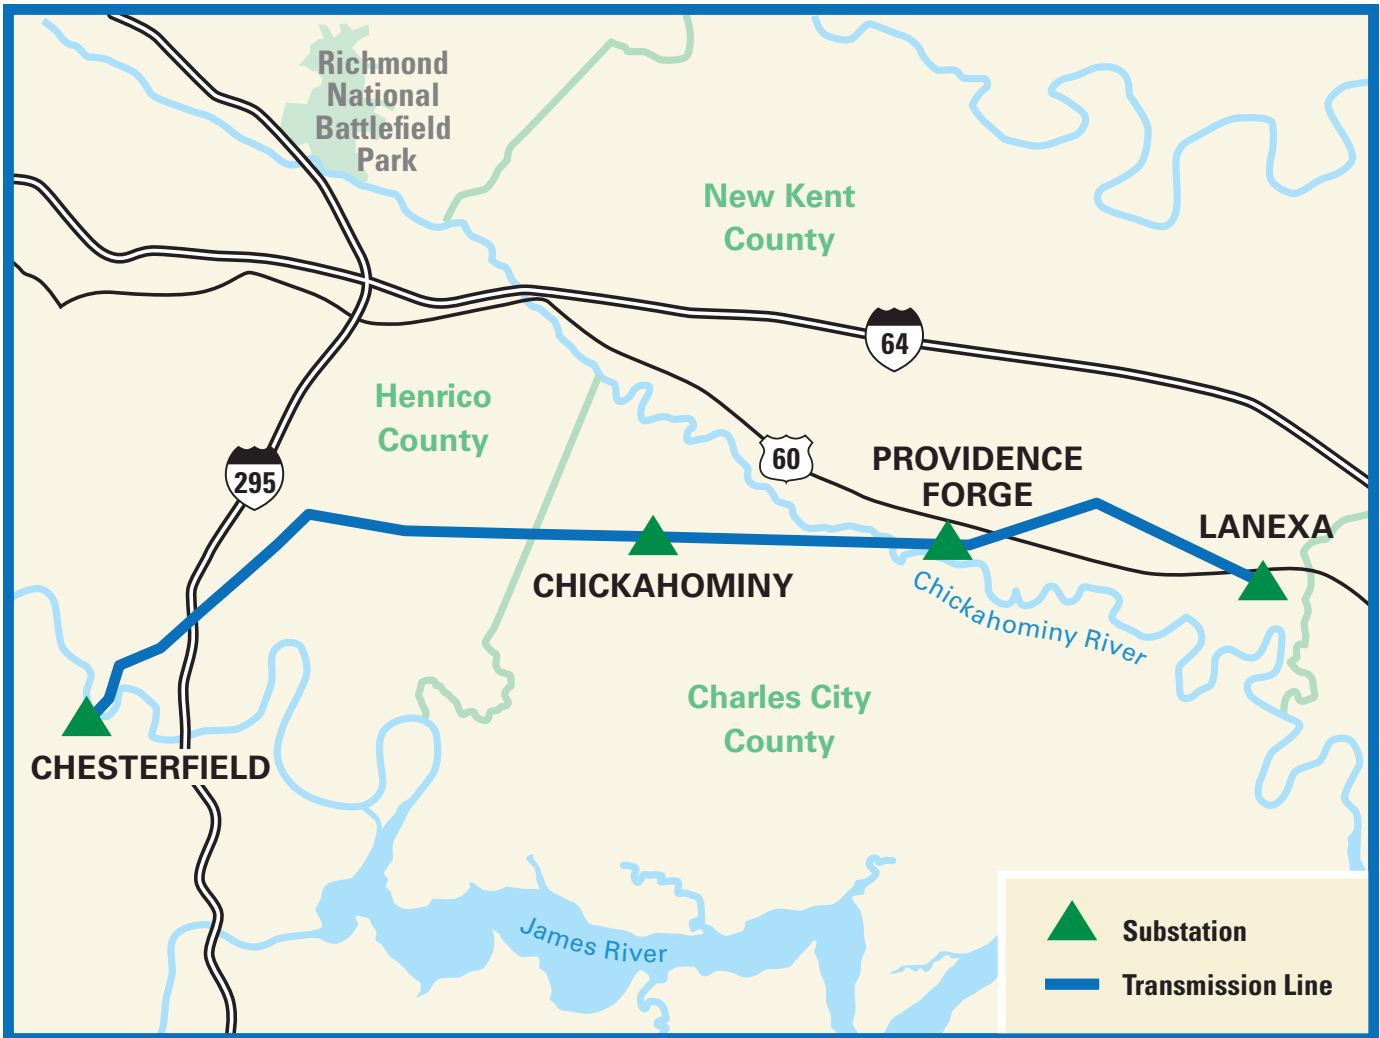 Richmond
National
Battlefield
Park
New Kent
County
64
Henrico
County
295
60
PROVIDENCE
FORGE
LANEXA
CHICKAHOMINY
Chickahominy River
Charles City
County
CHESTERFIELD
James River
Substation
Transmission Line